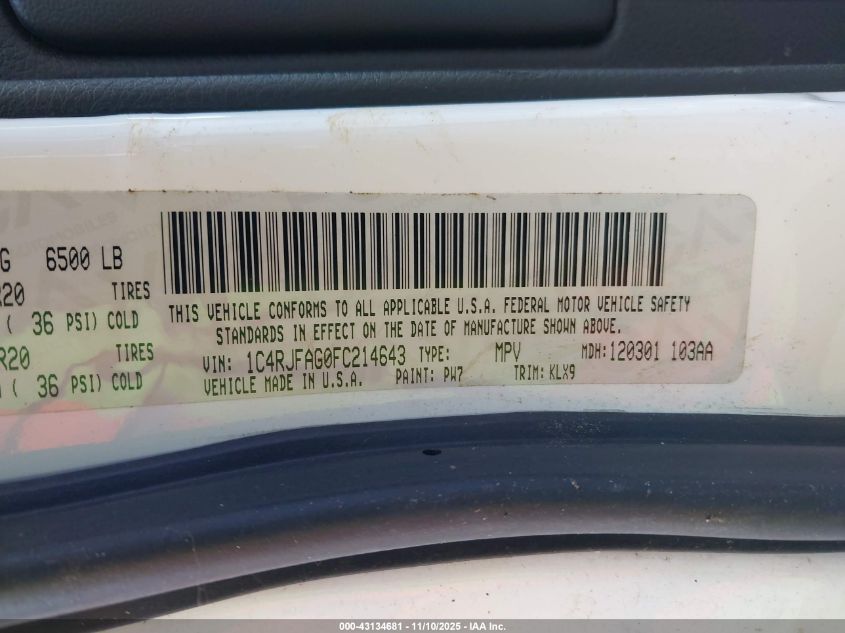 G 6500 LB
R20 TIRES
( 36 PSI) COLD
R20 TIRES
( 36 PSI) COLD
THIS VEHICLE CONFORMS TO ALL APPLICABLE U.S.A. FEDERAL MOTOR VEHICLE SAFETY
STANDARDS IN EFFECT ON THE DATE OF MANUFACTURE SHOWN ABOVE.
VIN: 1C4RJFAG0FC214643 TYPE: MPV MDH: 120301 103AA
VEHICLE MADE IN U.S.A. PAINT: PW7 TRIM: KLX9
000-43134681 - 11/10/2025 - IAA Inc.